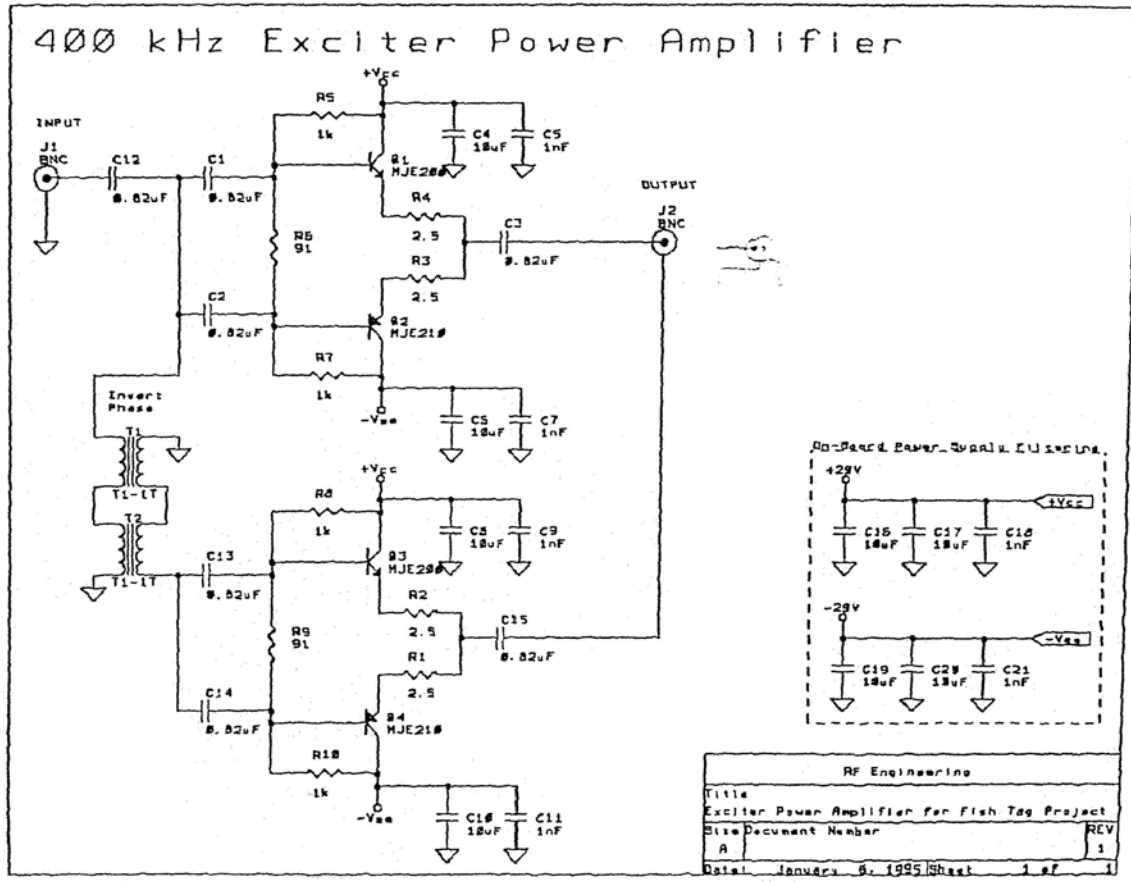 400 kHz Exciter Power Amplifier
+Vcc
R5
1k
C4
10uF
C5
1nF
INPUT
J1
BNC
C12
0.82uF
C1
0.82uF
Q1
MJE200
R4
2.5
OUTPUT
J2
BNC
C3
0.82uF
R6
91
R3
2.5
C2
0.82uF
Q2
MJE210
R7
1k
-Vee
C6
10uF
C7
1nF
Invert
Phase
T1
T1-1T
T2
T1-1T
+Vcc
R8
1k
C8
10uF
C9
1nF
C13
0.82uF
Q3
MJE200
R2
2.5
C15
0.82uF
R9
91
R1
2.5
C14
0.82uF
Q4
MJE210
R10
1k
-Vee
C10
10uF
C11
1nF
On-Board Power Supply Filtering
+29V
+Vcc
C16
10uF
C17
10uF
C18
1nF
-29V
-Vee
C19
10uF
C20
10uF
C21
1nF
RF Engineering
Title
Exciter Power Amplifier for Fish Tag Project
Size Document Number REV
A 1
Date: January 6, 1995 Sheet 1 of 1